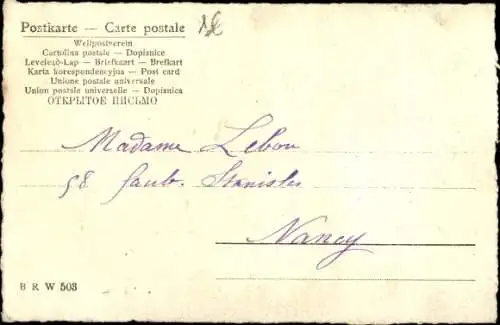 Postkarte — Carte postale
Weltpostverein
Cartolina postale — Dopisnice
Levelező-Lap — Briefkaart — Brefkort
Karta korespondencyjna — Post card
Unione postale universale
Union postale universelle — Dopisnica
ОТКРЫТОЕ ПИСЬМО
Madame Lebon
58 faub. Stanislas
Nancy
B R W 503